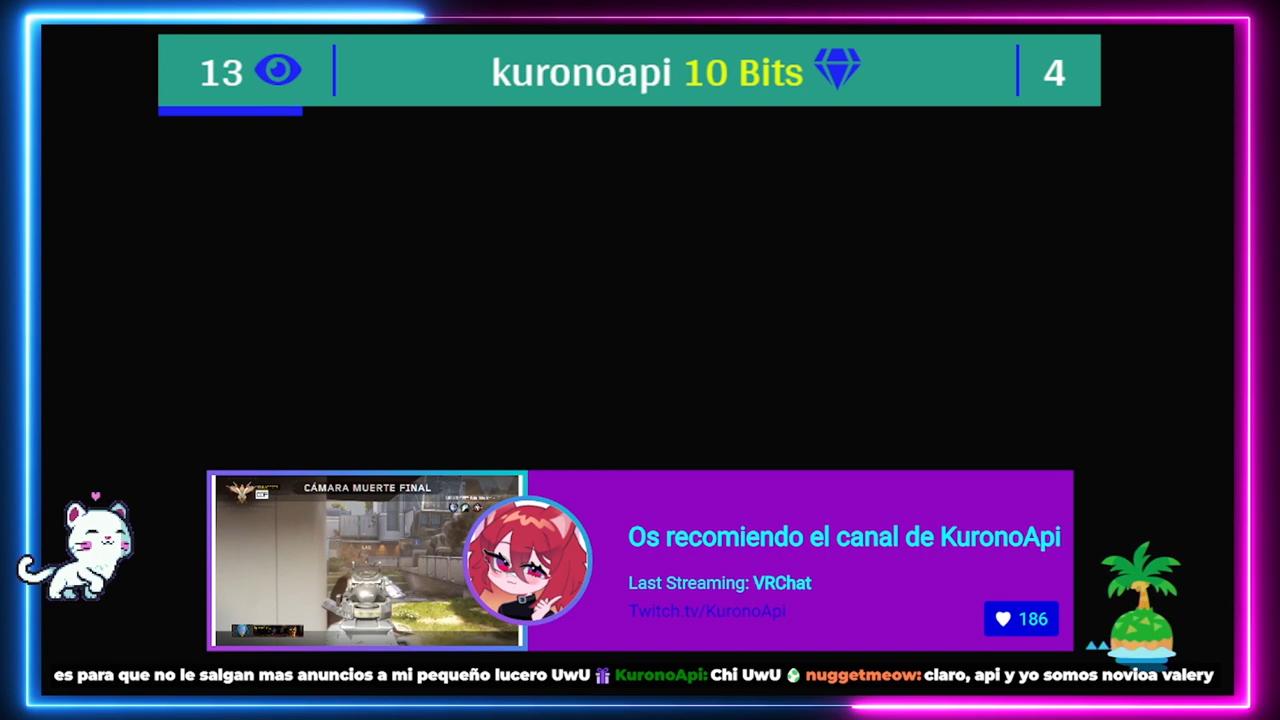 13
kuronoapi 10 Bits
4
CÁMARA MUERTE FINAL
Os recomiendo el canal de KuronoApi
Last Streaming: VRChat
Twitch.tv/KuronoApi
186
es para que no le salgan mas anuncios a mi pequeño lucero UwU KuronoApi: Chi UwU nuggetmeow: claro, api y yo somos novioa valery